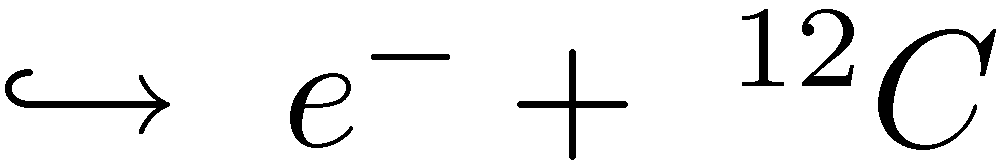 ↪ e⁻ + ¹²C